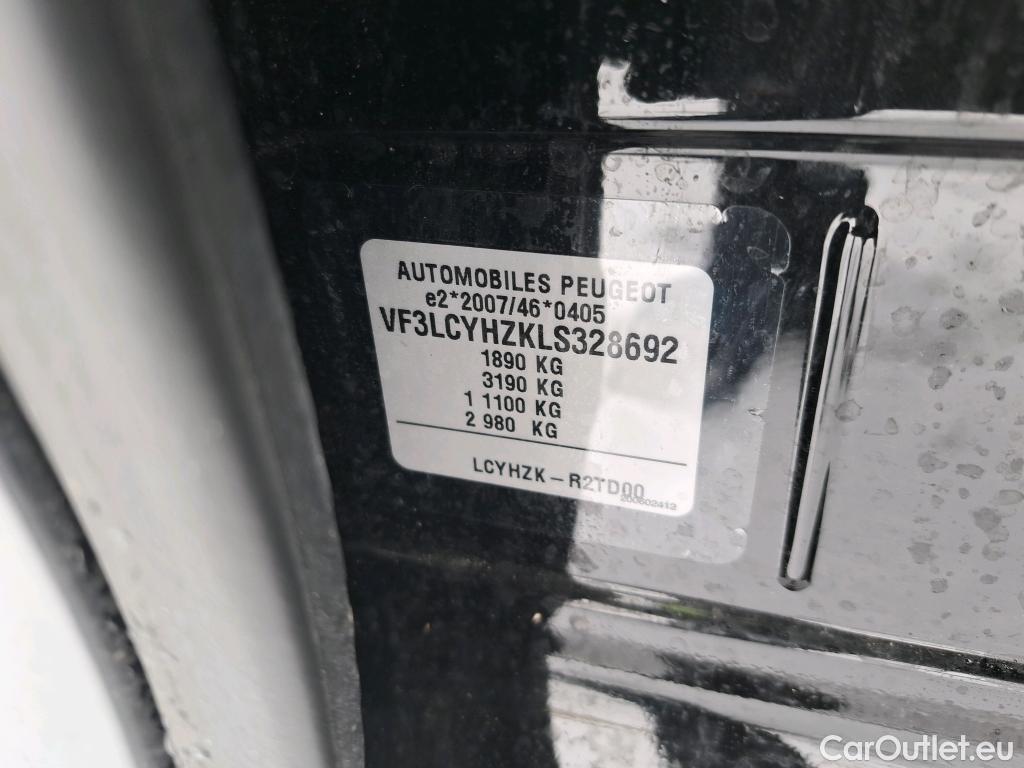 AUTOMOBILES PEUGEOT
e2*2007/46*0405
VF3LCYHZKLS328692
1890 KG
3190 KG
1 1100 KG
2 980 KG
LCYHZK – R2TD00
200602412
CarOutlet.eu